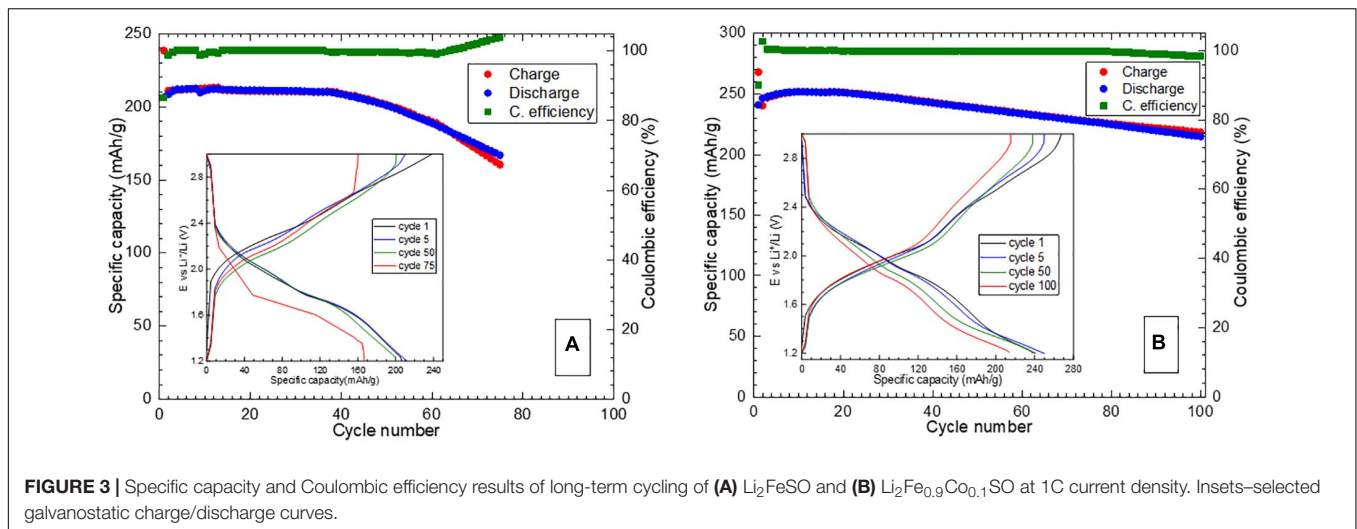 250
200
150
100
50
0
Specific capacity (mAh/g)
100
80
60
40
20
0
Coulombic efficiency (%)
Charge
Discharge
C. efficiency
2.8
2.4
2.0
1.6
1.2
E vs Li⁺/Li (V)
cycle 1
cycle 5
cycle 50
cycle 75
0 40 80 120 160 200 240
Specific capacity(mAh/g)
A
0 20 40 60 80 100
Cycle number
300
250
200
150
100
50
0
Specific capacity (mAh/g)
100
80
60
40
20
0
Coulombic efficiency (%)
Charge
Discharge
C. efficiency
2.8
2.4
2.0
1.6
1.2
E vs Li⁺/Li (V)
cycle 1
cycle 5
cycle 50
cycle 100
0 40 80 120 160 200 240 280
Specific capacity (mAh/g)
B
0 20 40 60 80 100
Cycle number
FIGURE 3 | Specific capacity and Coulombic efficiency results of long-term cycling of (A) Li₂FeSO and (B) Li₂Fe₀.₉Co₀.₁SO at 1C current density. Insets–selected
galvanostatic charge/discharge curves.